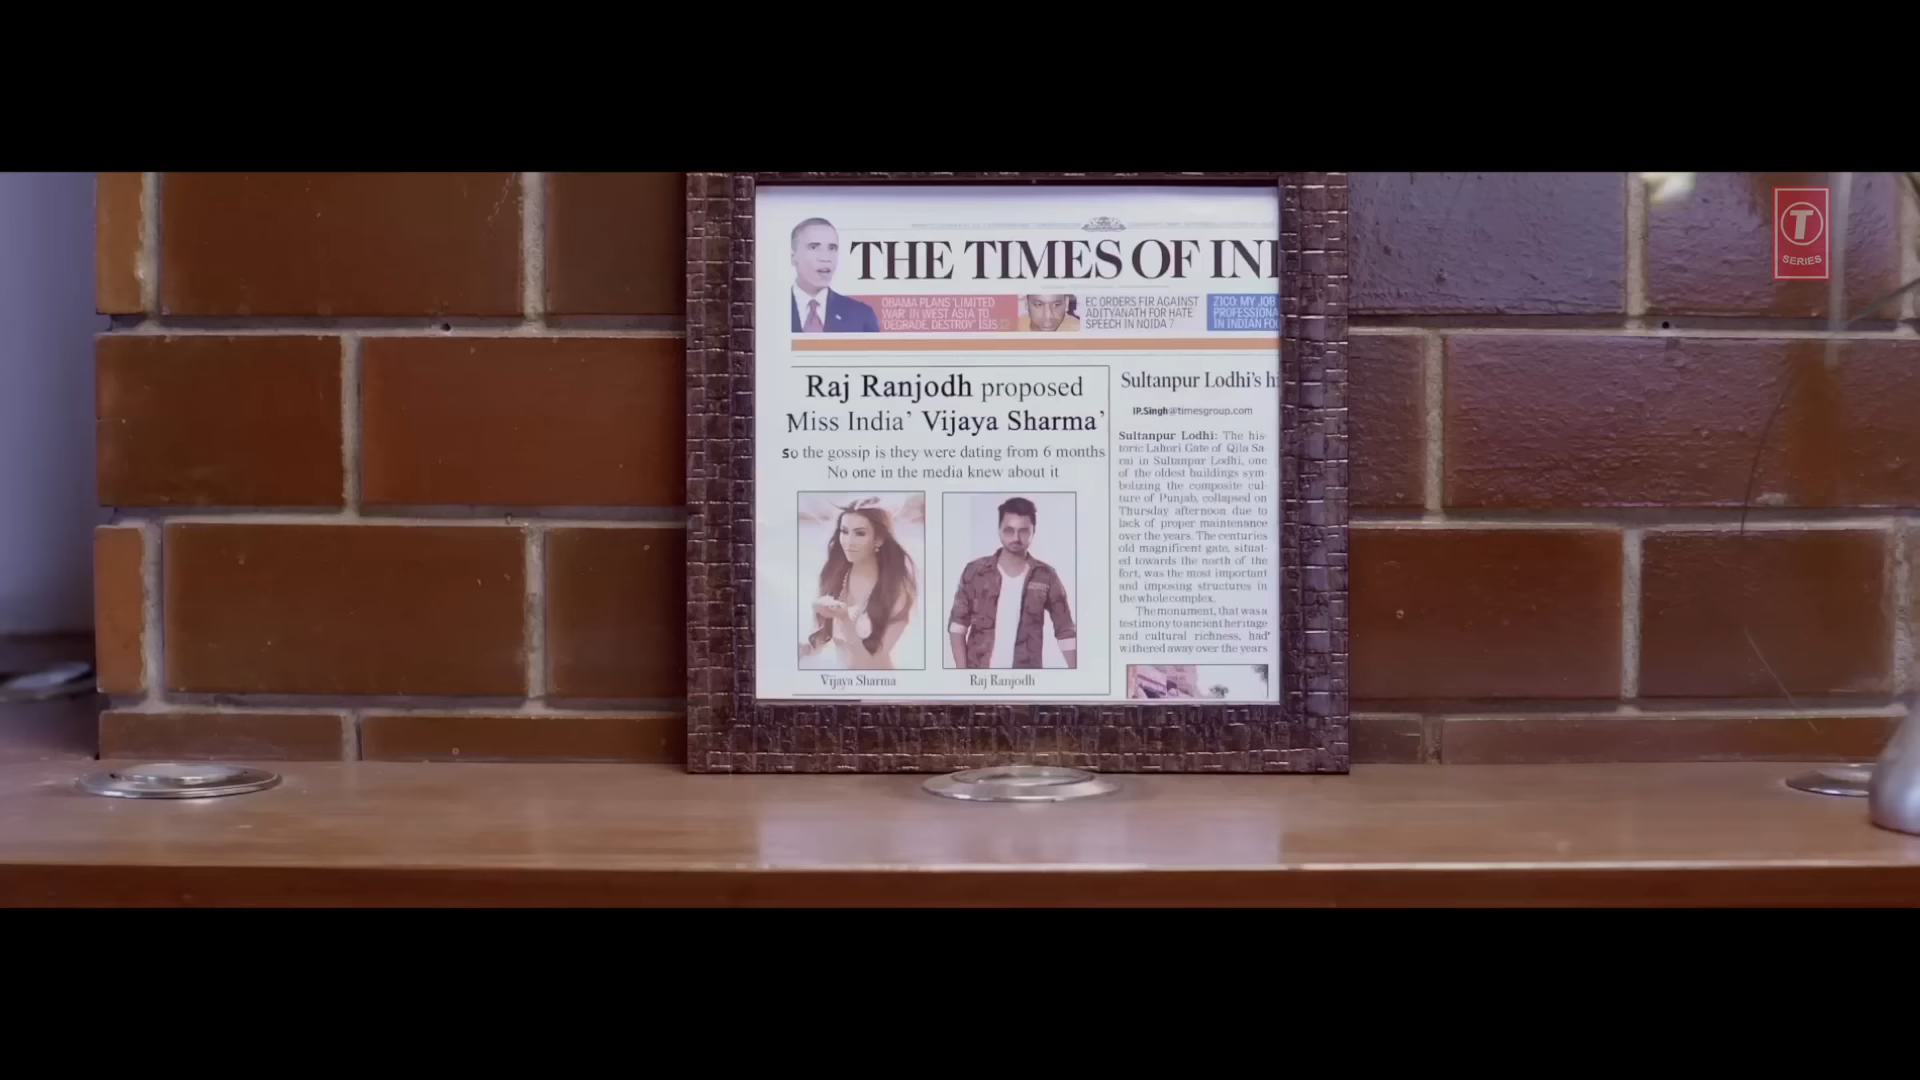 T
SERIES
THE TIMES OF INI
OBAMA PLANS 'LIMITED
WAR' IN WEST ASIA TO
'DEGRADE, DESTROY' ISIS
EC ORDERS FIR AGAINST
ADITYANATH FOR HATE
SPEECH IN NOIDA 7
ZICO: MY JOB
PROFESSIONA
IN INDIAN FO
Raj Ranjodh proposed
Miss India' Vijaya Sharma'
So the gossip is they were dating from 6 months
No one in the media knew about it
Vijaya Sharma
Raj Ranjodh
Sultanpur Lodhi's hi
IP.Singh@timesgroup.com
Sultanpur Lodhi: The his-
toric Lahori Gate of Qila Sa-
rai in Sultanpur Lodhi, one
of the oldest buildings sym-
bolizing the composite cul-
ture of Punjab, collapsed on
Thursday afternoon due to
lack of proper maintenance
over the years. The centuries
old magnificent gate, situat-
ed towards the north of the
fort, was the most important
and imposing structures in
the whole complex.
The monument, that was a
testimony to ancient heritage
and cultural richness, had
withered away over the years